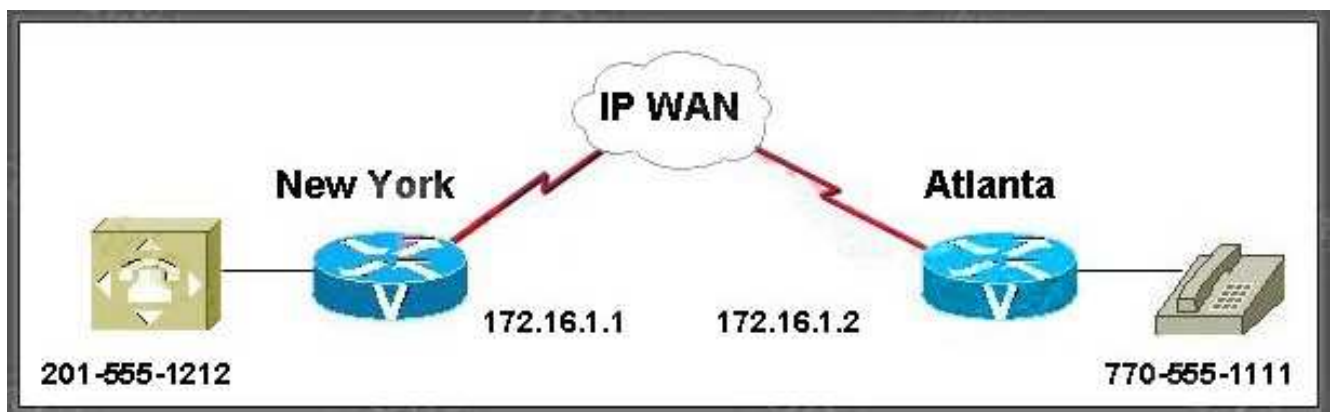 IP WAN
New York
Atlanta
V
V
172.16.1.1
172.16.1.2
201-555-1212
770-555-1111